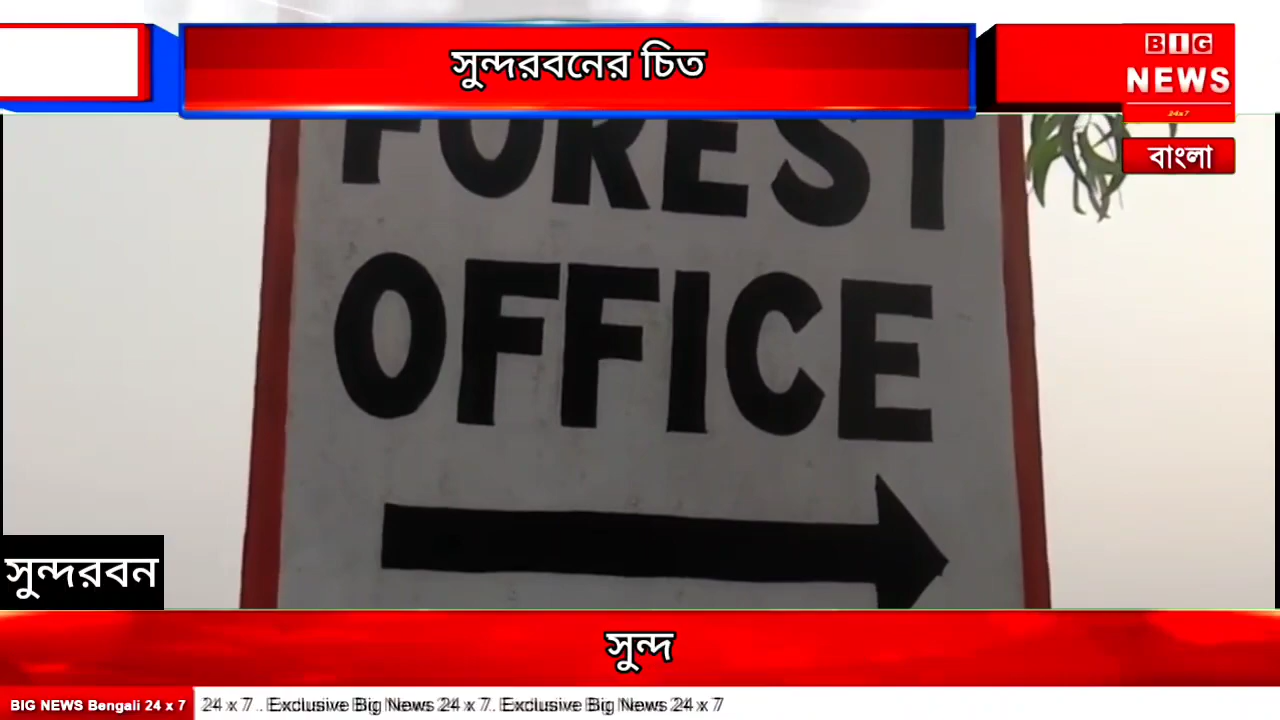 সুন্দরবনের চিত
BIG
NEWS
24x7
বাংলা
FOREST
OFFICE
সুন্দরবন
সুন্দ
BIG NEWS Bengali 24 x 7
24 x 7 . Exclusive Big News 24 x 7. Exclusive Big News 24 x 7